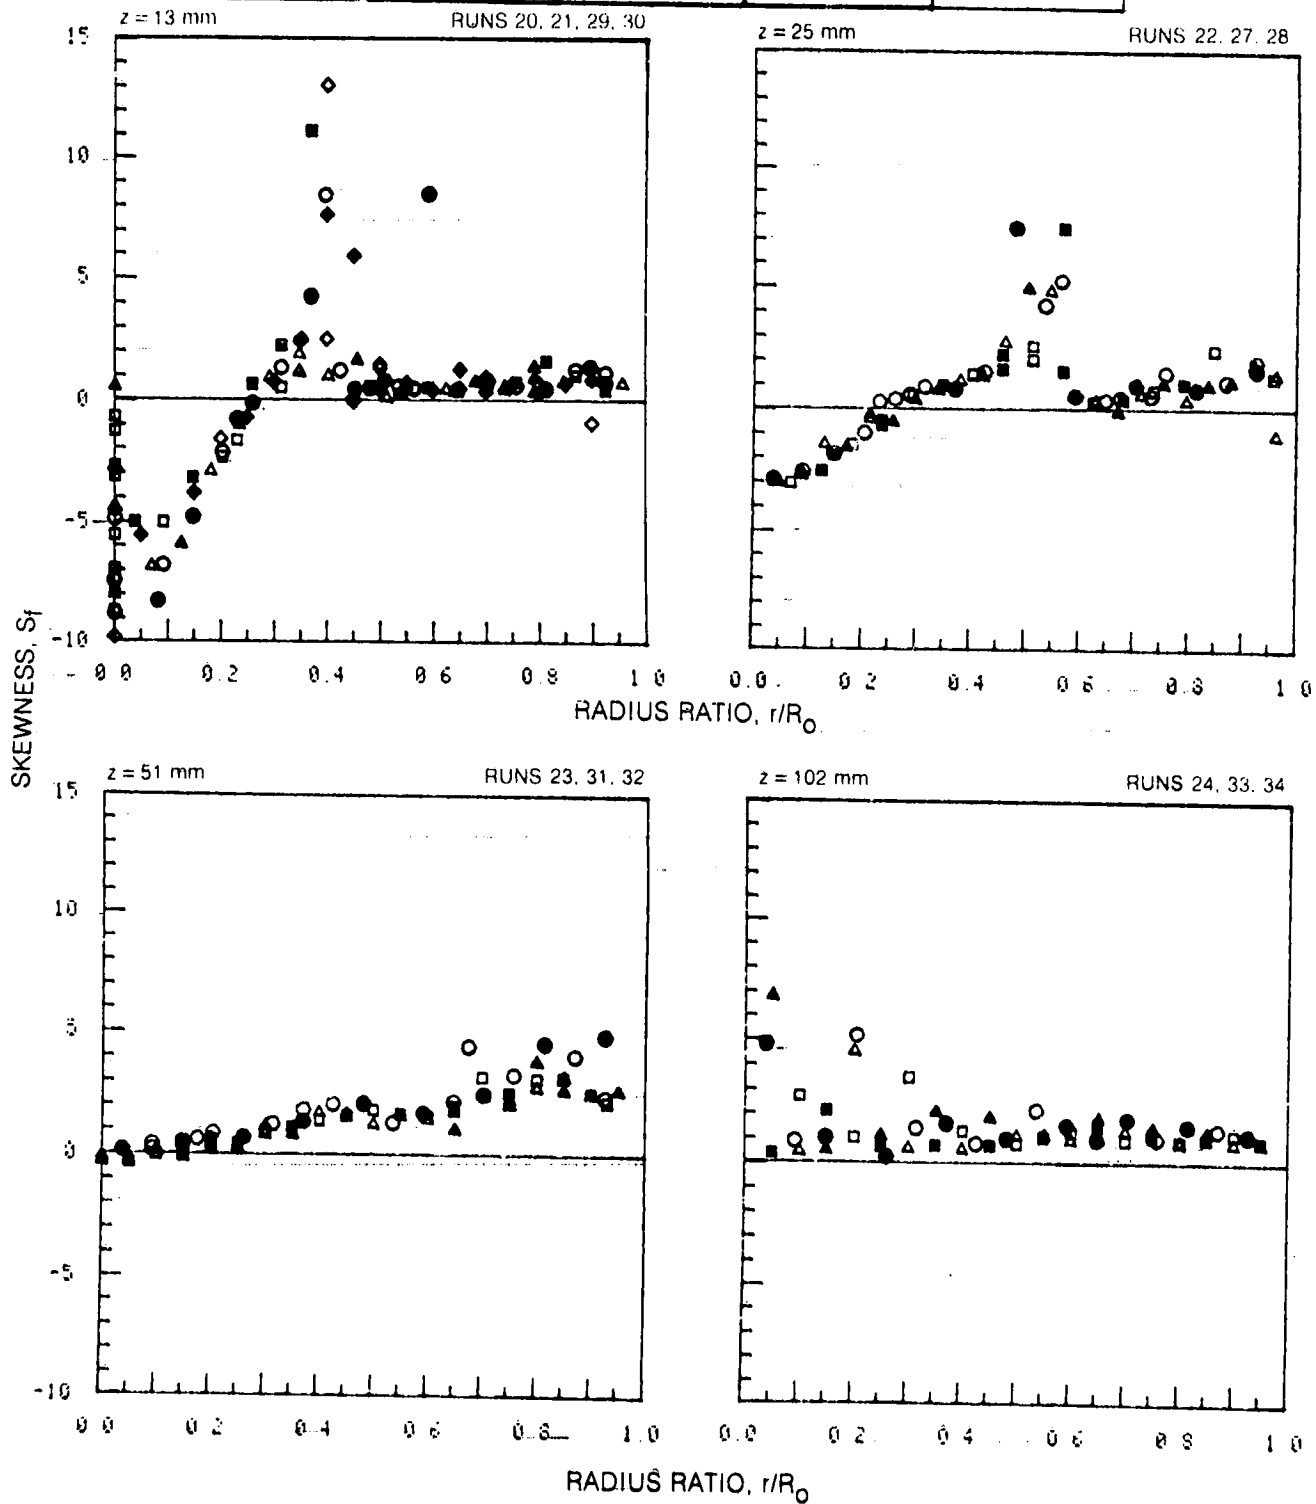 z = 13 mm
RUNS 20, 21, 29, 30
z = 25 mm
RUNS 22. 27. 28
15
10
5
0
-5
-10
0.0 0.2 0.4 0.6 0.8 1.0
0.0. 0.2 0.4 0.6 0.8 1.0
SKEWNESS, Sf
RADIUS RATIO, r/Ro
z = 51 mm
RUNS 23. 31. 32
z = 102 mm
RUNS 24, 33. 34
15
10
5
0
-5
-10
0.0 0.2 0.4 0.6 0.8 1.0
0.0 0.2 0.4 0.6 0.8 1.0
RADIUS RATIO, r/Ro